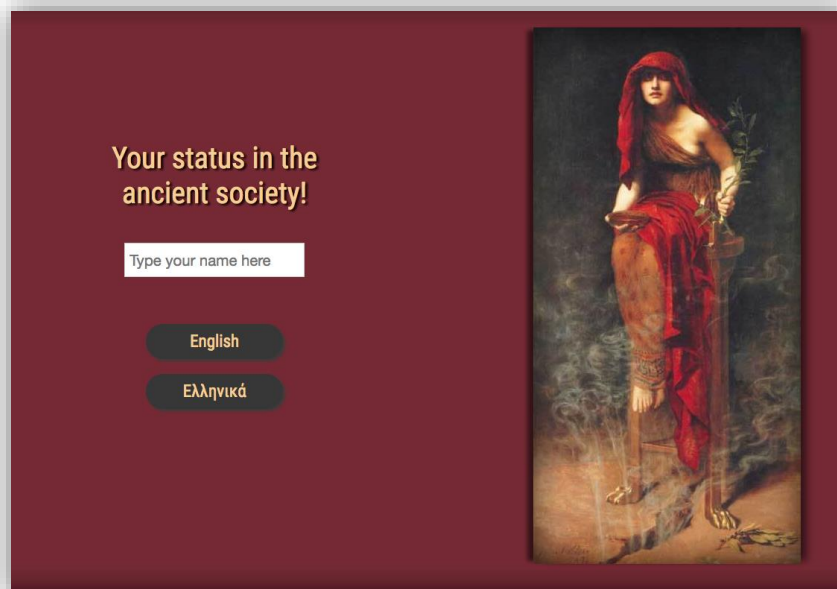 Your status in the
ancient society!
Type your name here
English
Ελληνικά